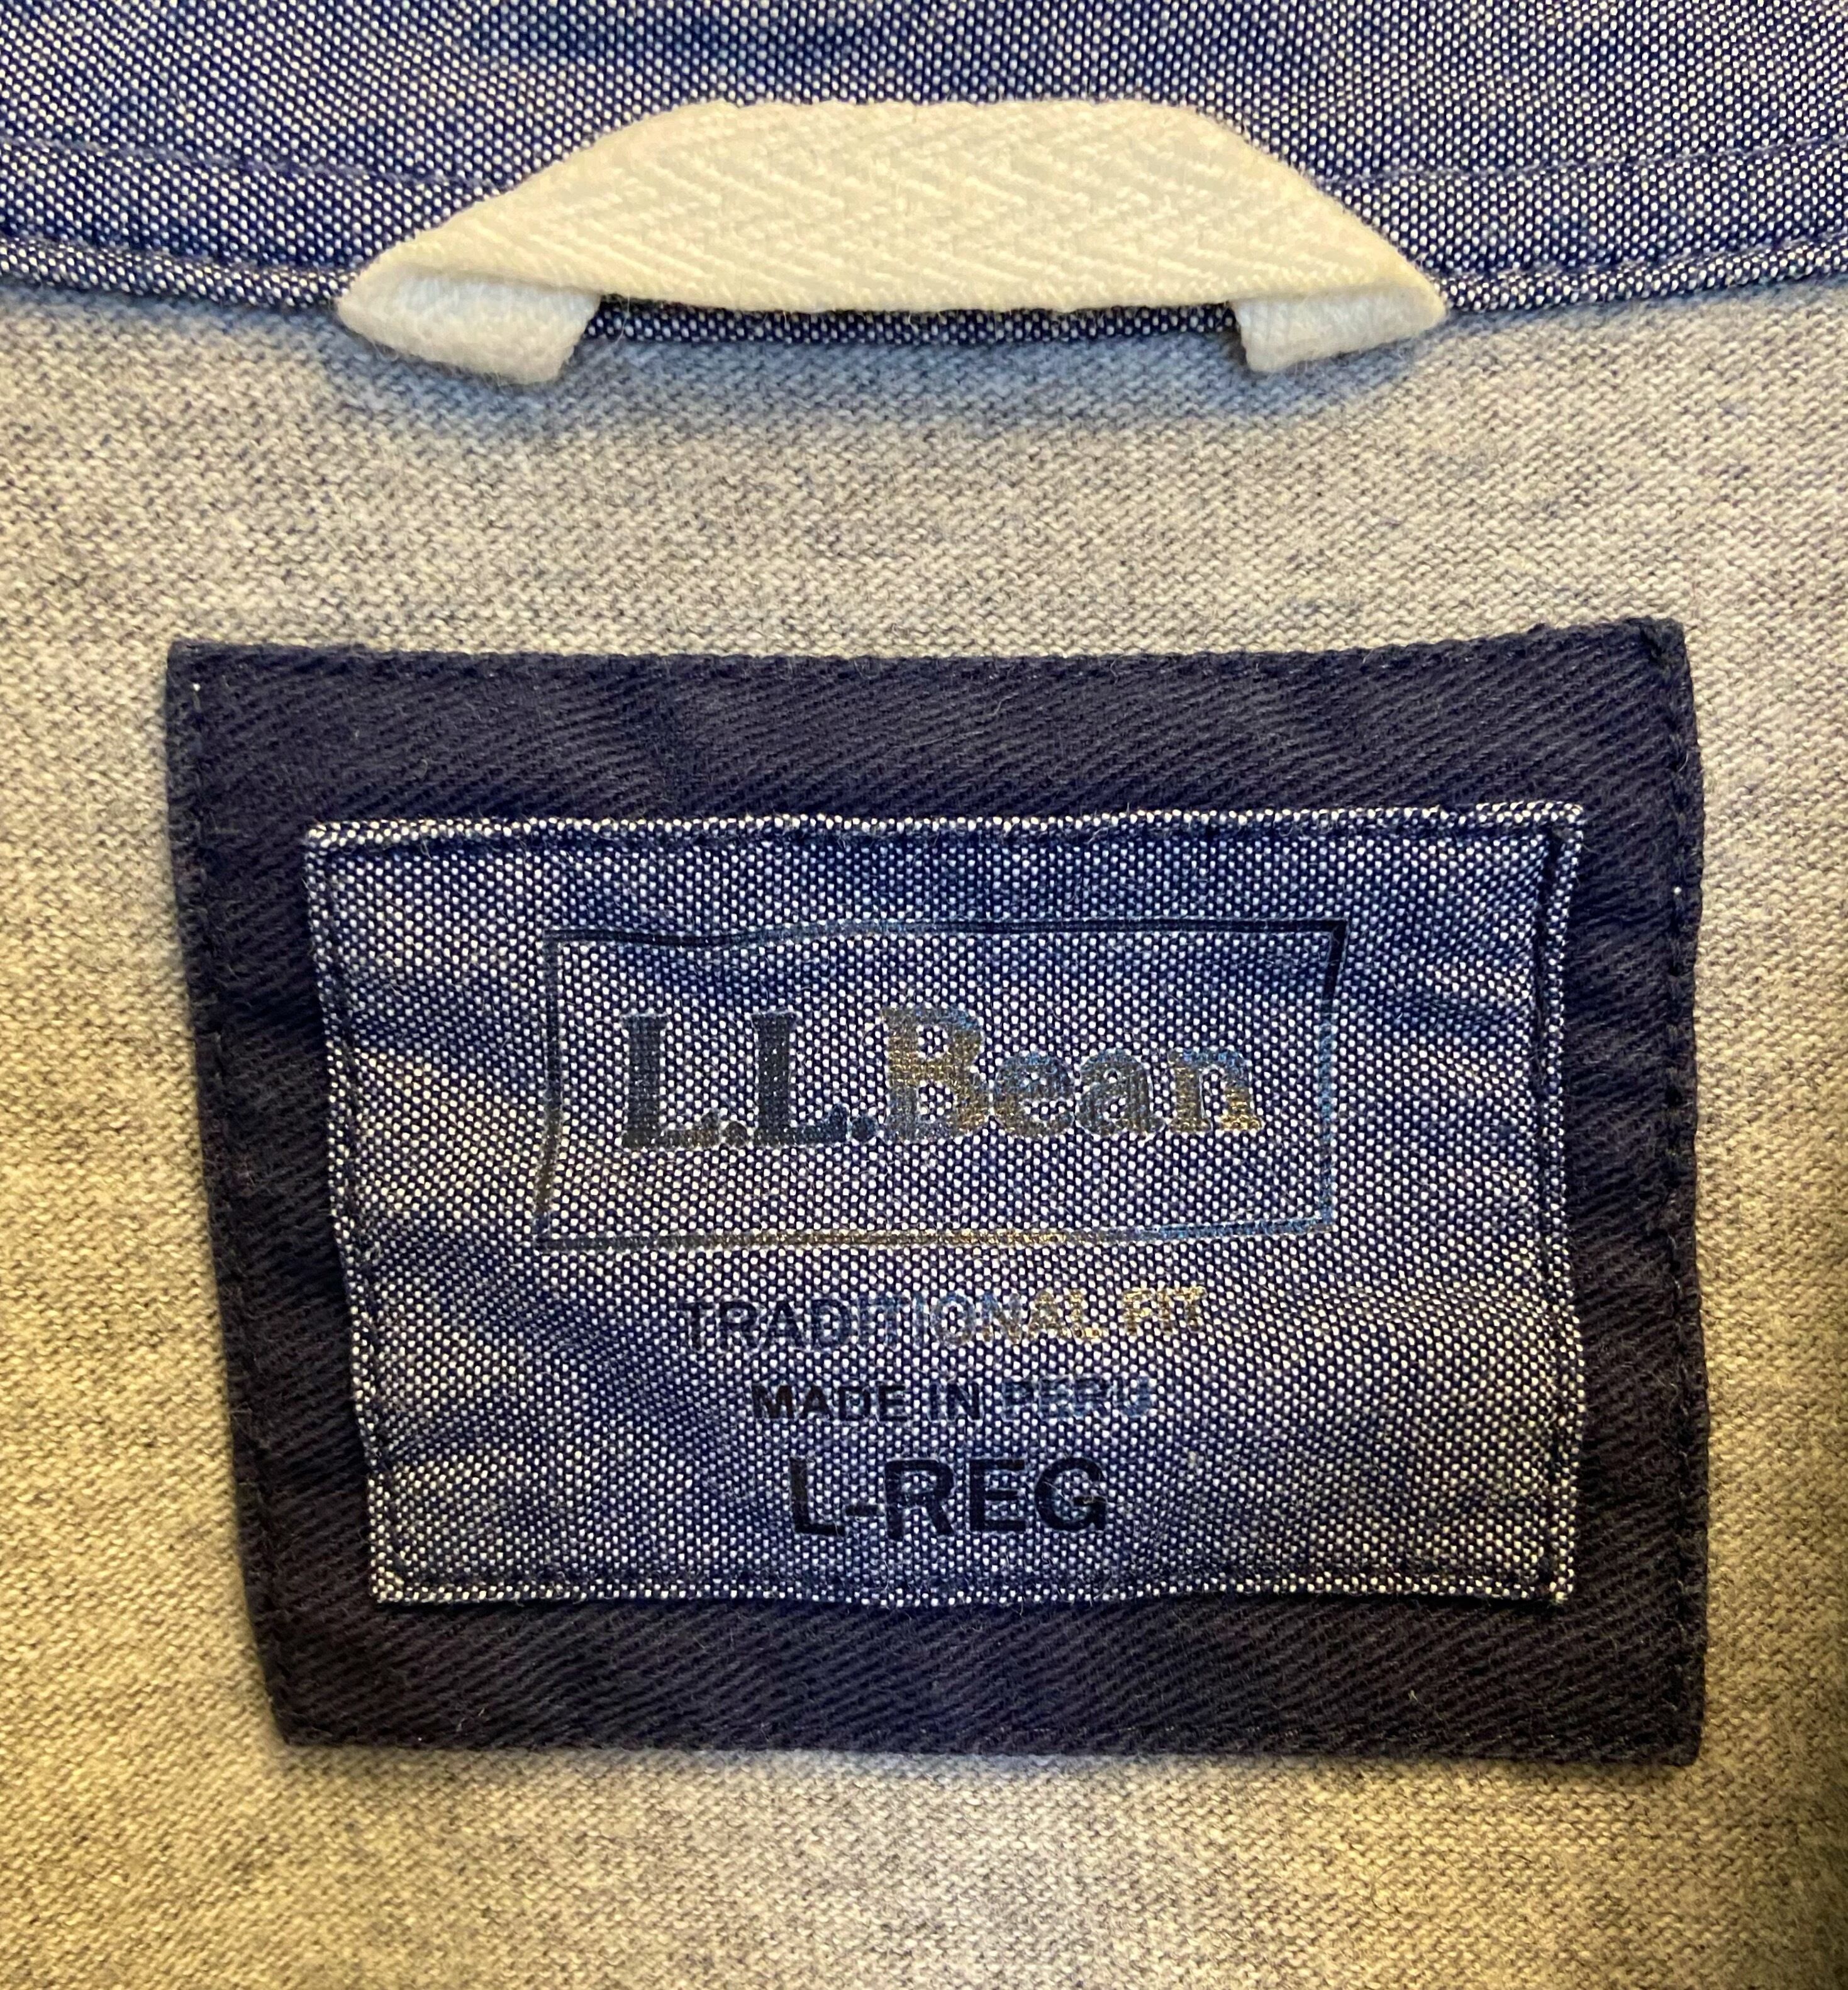 L.L.Bean
TRADITIONAL FIT
MADE IN PERU
L-REG